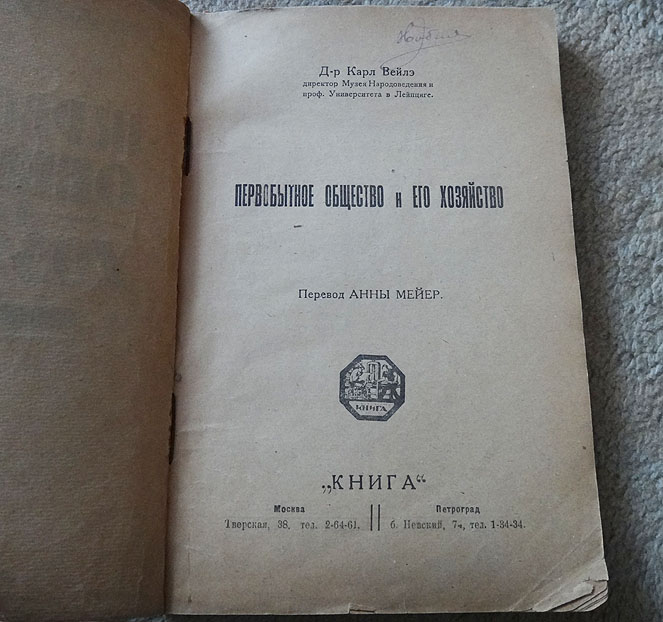 Д-р Карл Вейлэ
директор Музея Народоведения и
проф. Университета в Лейпциге.
ПЕРВОБЫТНОЕ ОБЩЕСТВО и ЕГО ХОЗЯЙСТВО
Перевод АННЫ МЕЙЕР.
КНИГА
„КНИГА“
Москва
Тверская, 38, тел. 2-64-61.
Петроград
б. Невский, тел. 1-34-34.